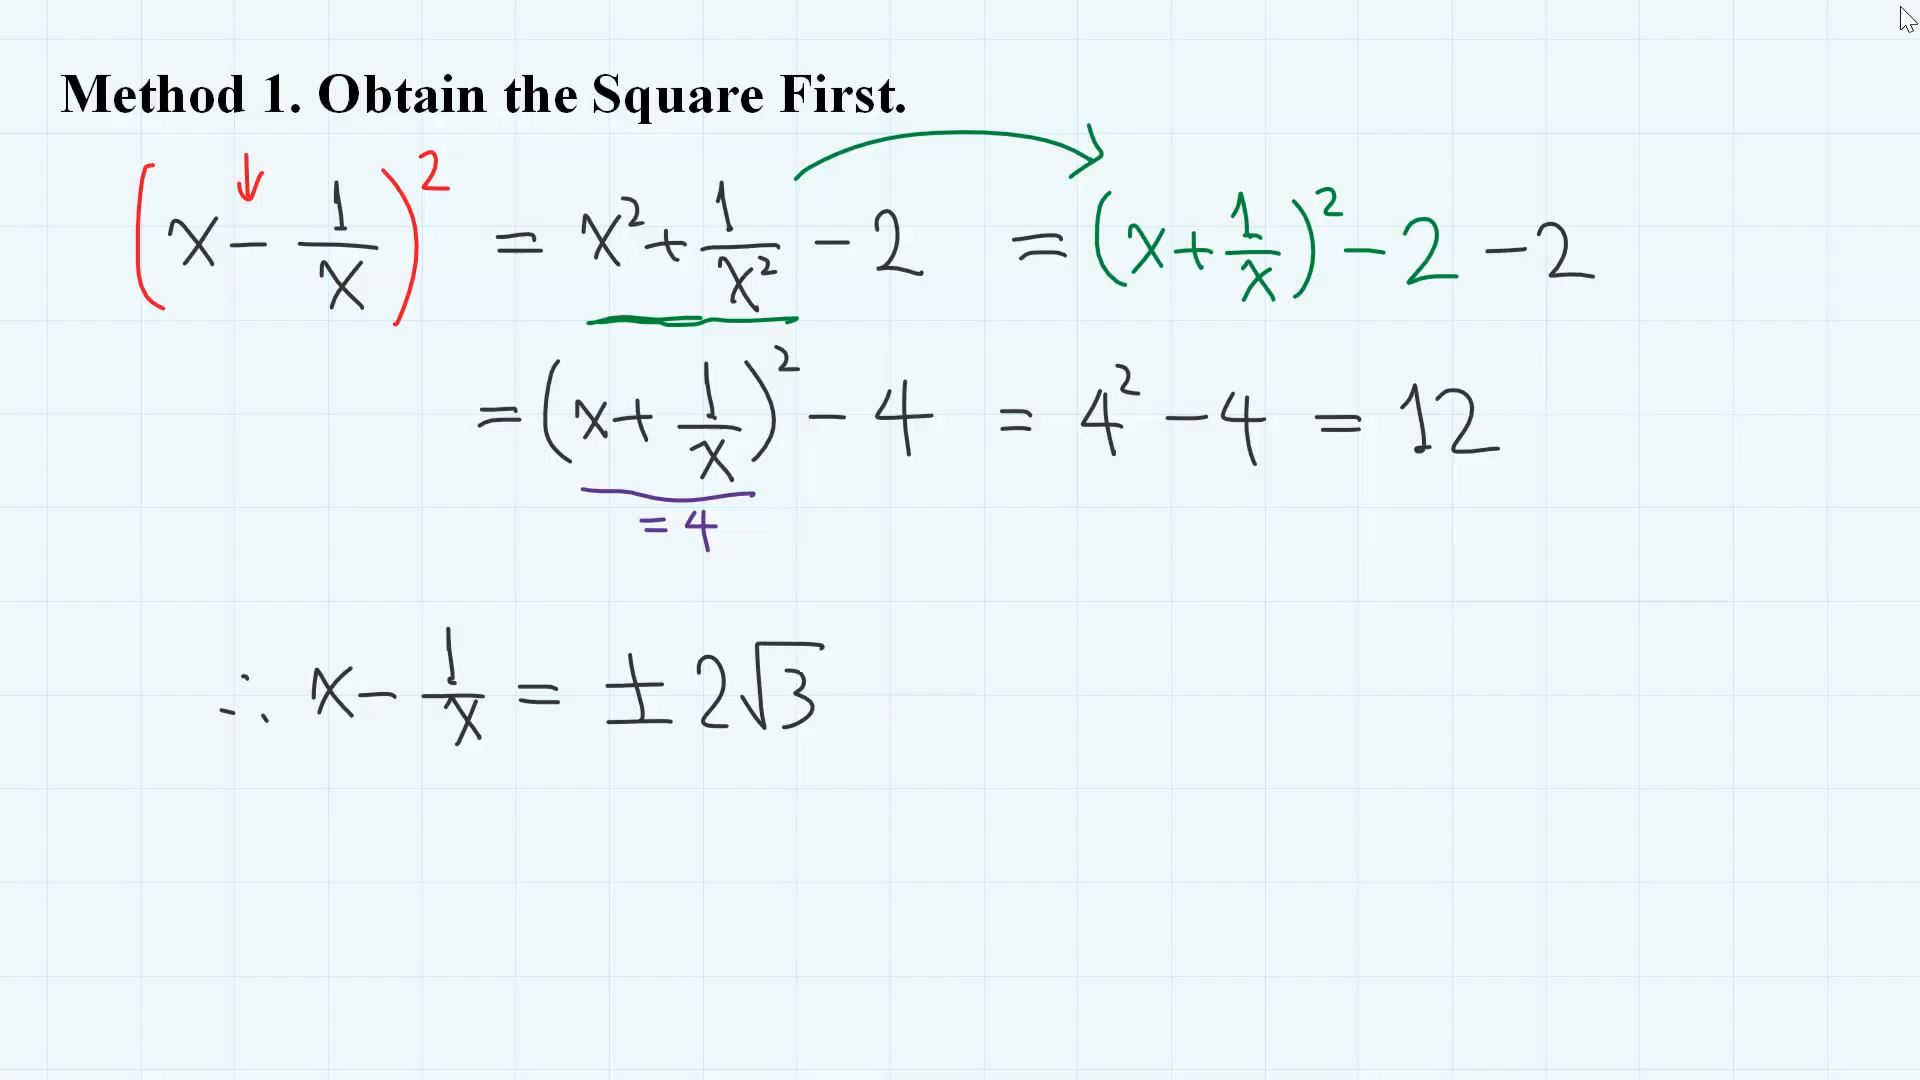 Method 1. Obtain the Square First.
(x - 1/x)² = x² + 1/x² - 2 = (x + 1/x)² - 2 - 2
= (x + 1/x)² - 4 = 4² - 4 = 12
= 4
∴ x - 1/x = ± 2√3